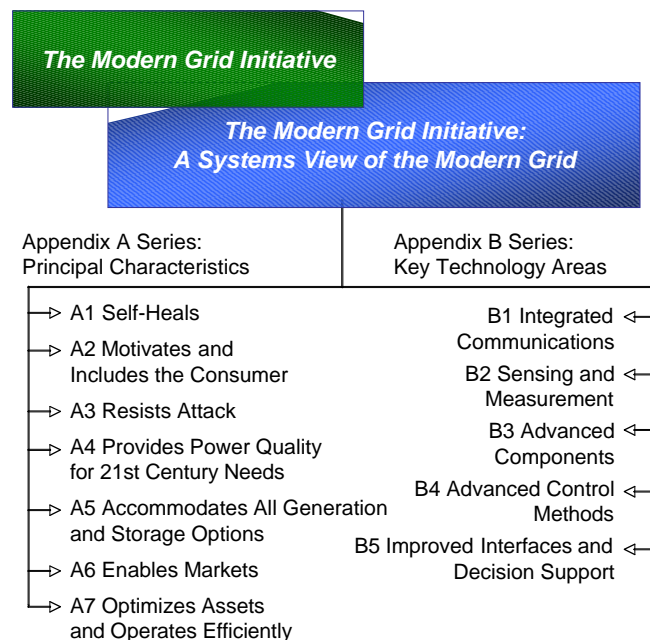 The Modern Grid Initiative
The Modern Grid Initiative:
A Systems View of the Modern Grid
Appendix A Series:
Principal Characteristics
A1 Self-Heals
A2 Motivates and
Includes the Consumer
A3 Resists Attack
A4 Provides Power Quality
for 21st Century Needs
A5 Accommodates All Generation
and Storage Options
A6 Enables Markets
A7 Optimizes Assets
and Operates Efficiently
Appendix B Series:
Key Technology Areas
B1 Integrated
Communications
B2 Sensing and
Measurement
B3 Advanced
Components
B4 Advanced Control
Methods
B5 Improved Interfaces and
Decision Support